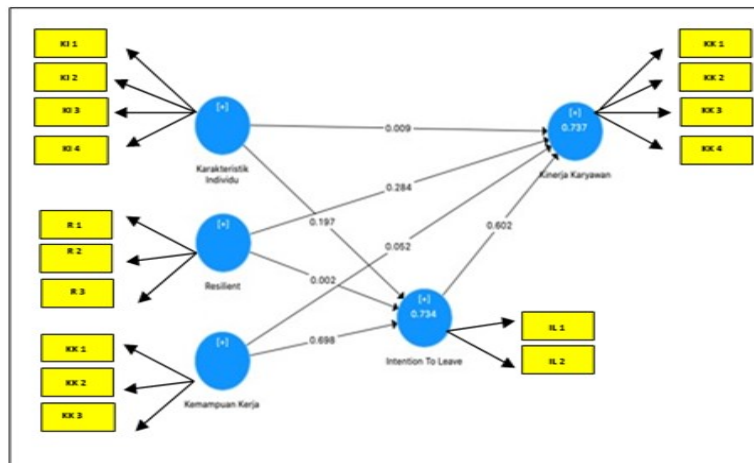 KI 1
KI 2
KI 3
KI 4
[+]
Karakteristik
Individu
R 1
R 2
R 3
[+]
Resilient
KK 1
KK 2
KK 3
[+]
Kemampuan Kerja
0.009
0.284
0.197
0.052
0.002
0.698
0.602
[+]
0.734
Intention To Leave
IL 1
IL 2
[+]
0.737
Kinerja Karyawan
KK 1
KK 2
KK 3
KK 4